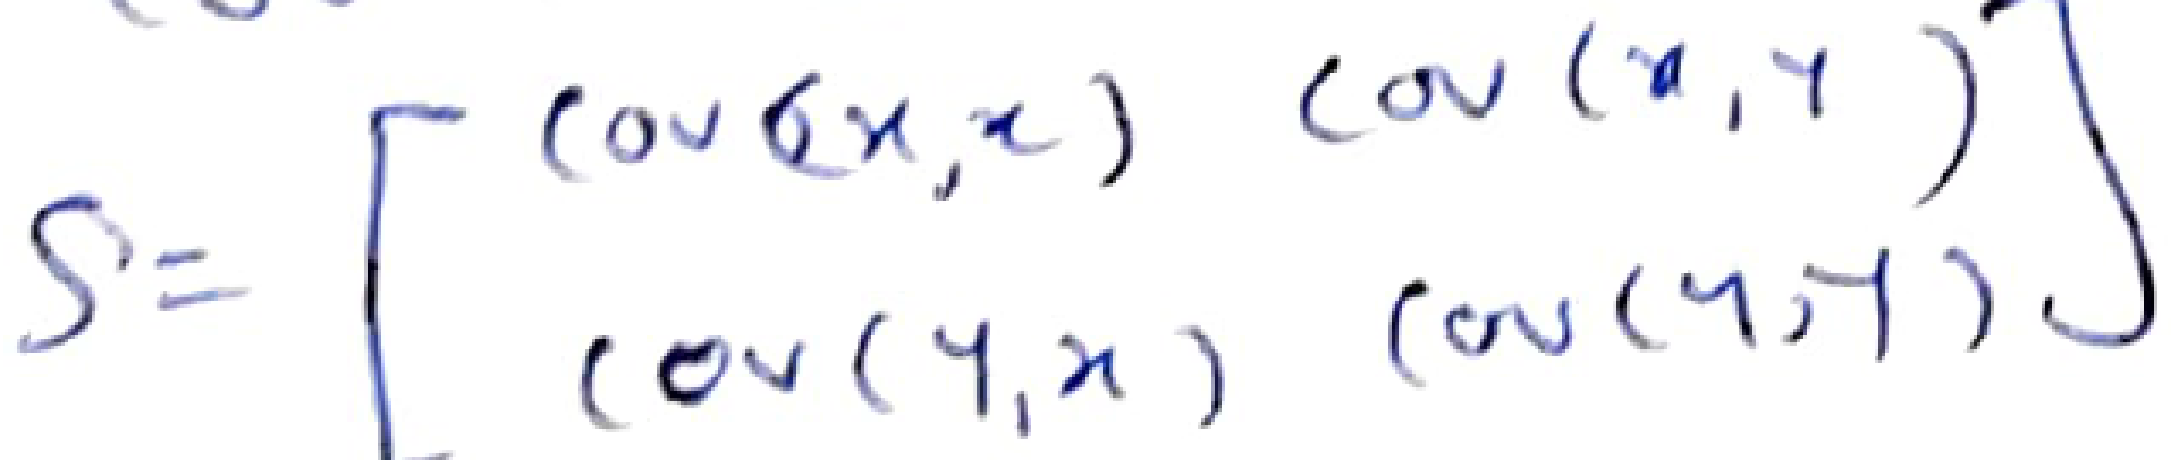 S = [ cov(x,x) cov(x,y) ]
cov(y,x) cov(y,y)